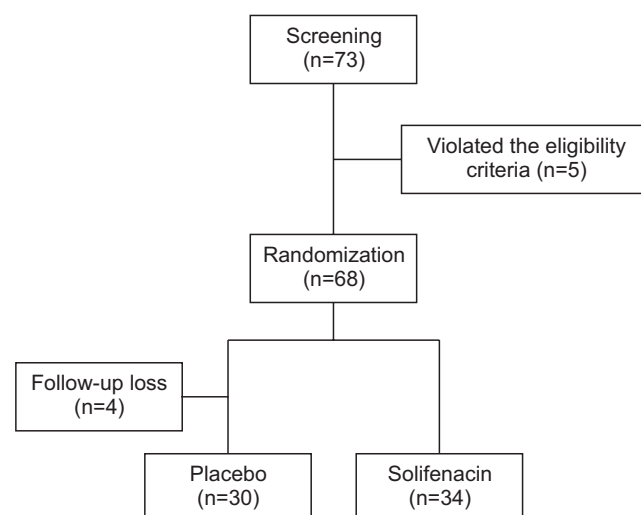 Screening
(n=73)
Violated the eligibility
criteria (n=5)
Randomization
(n=68)
Follow-up loss
(n=4)
Placebo
(n=30)
Solifenacin
(n=34)